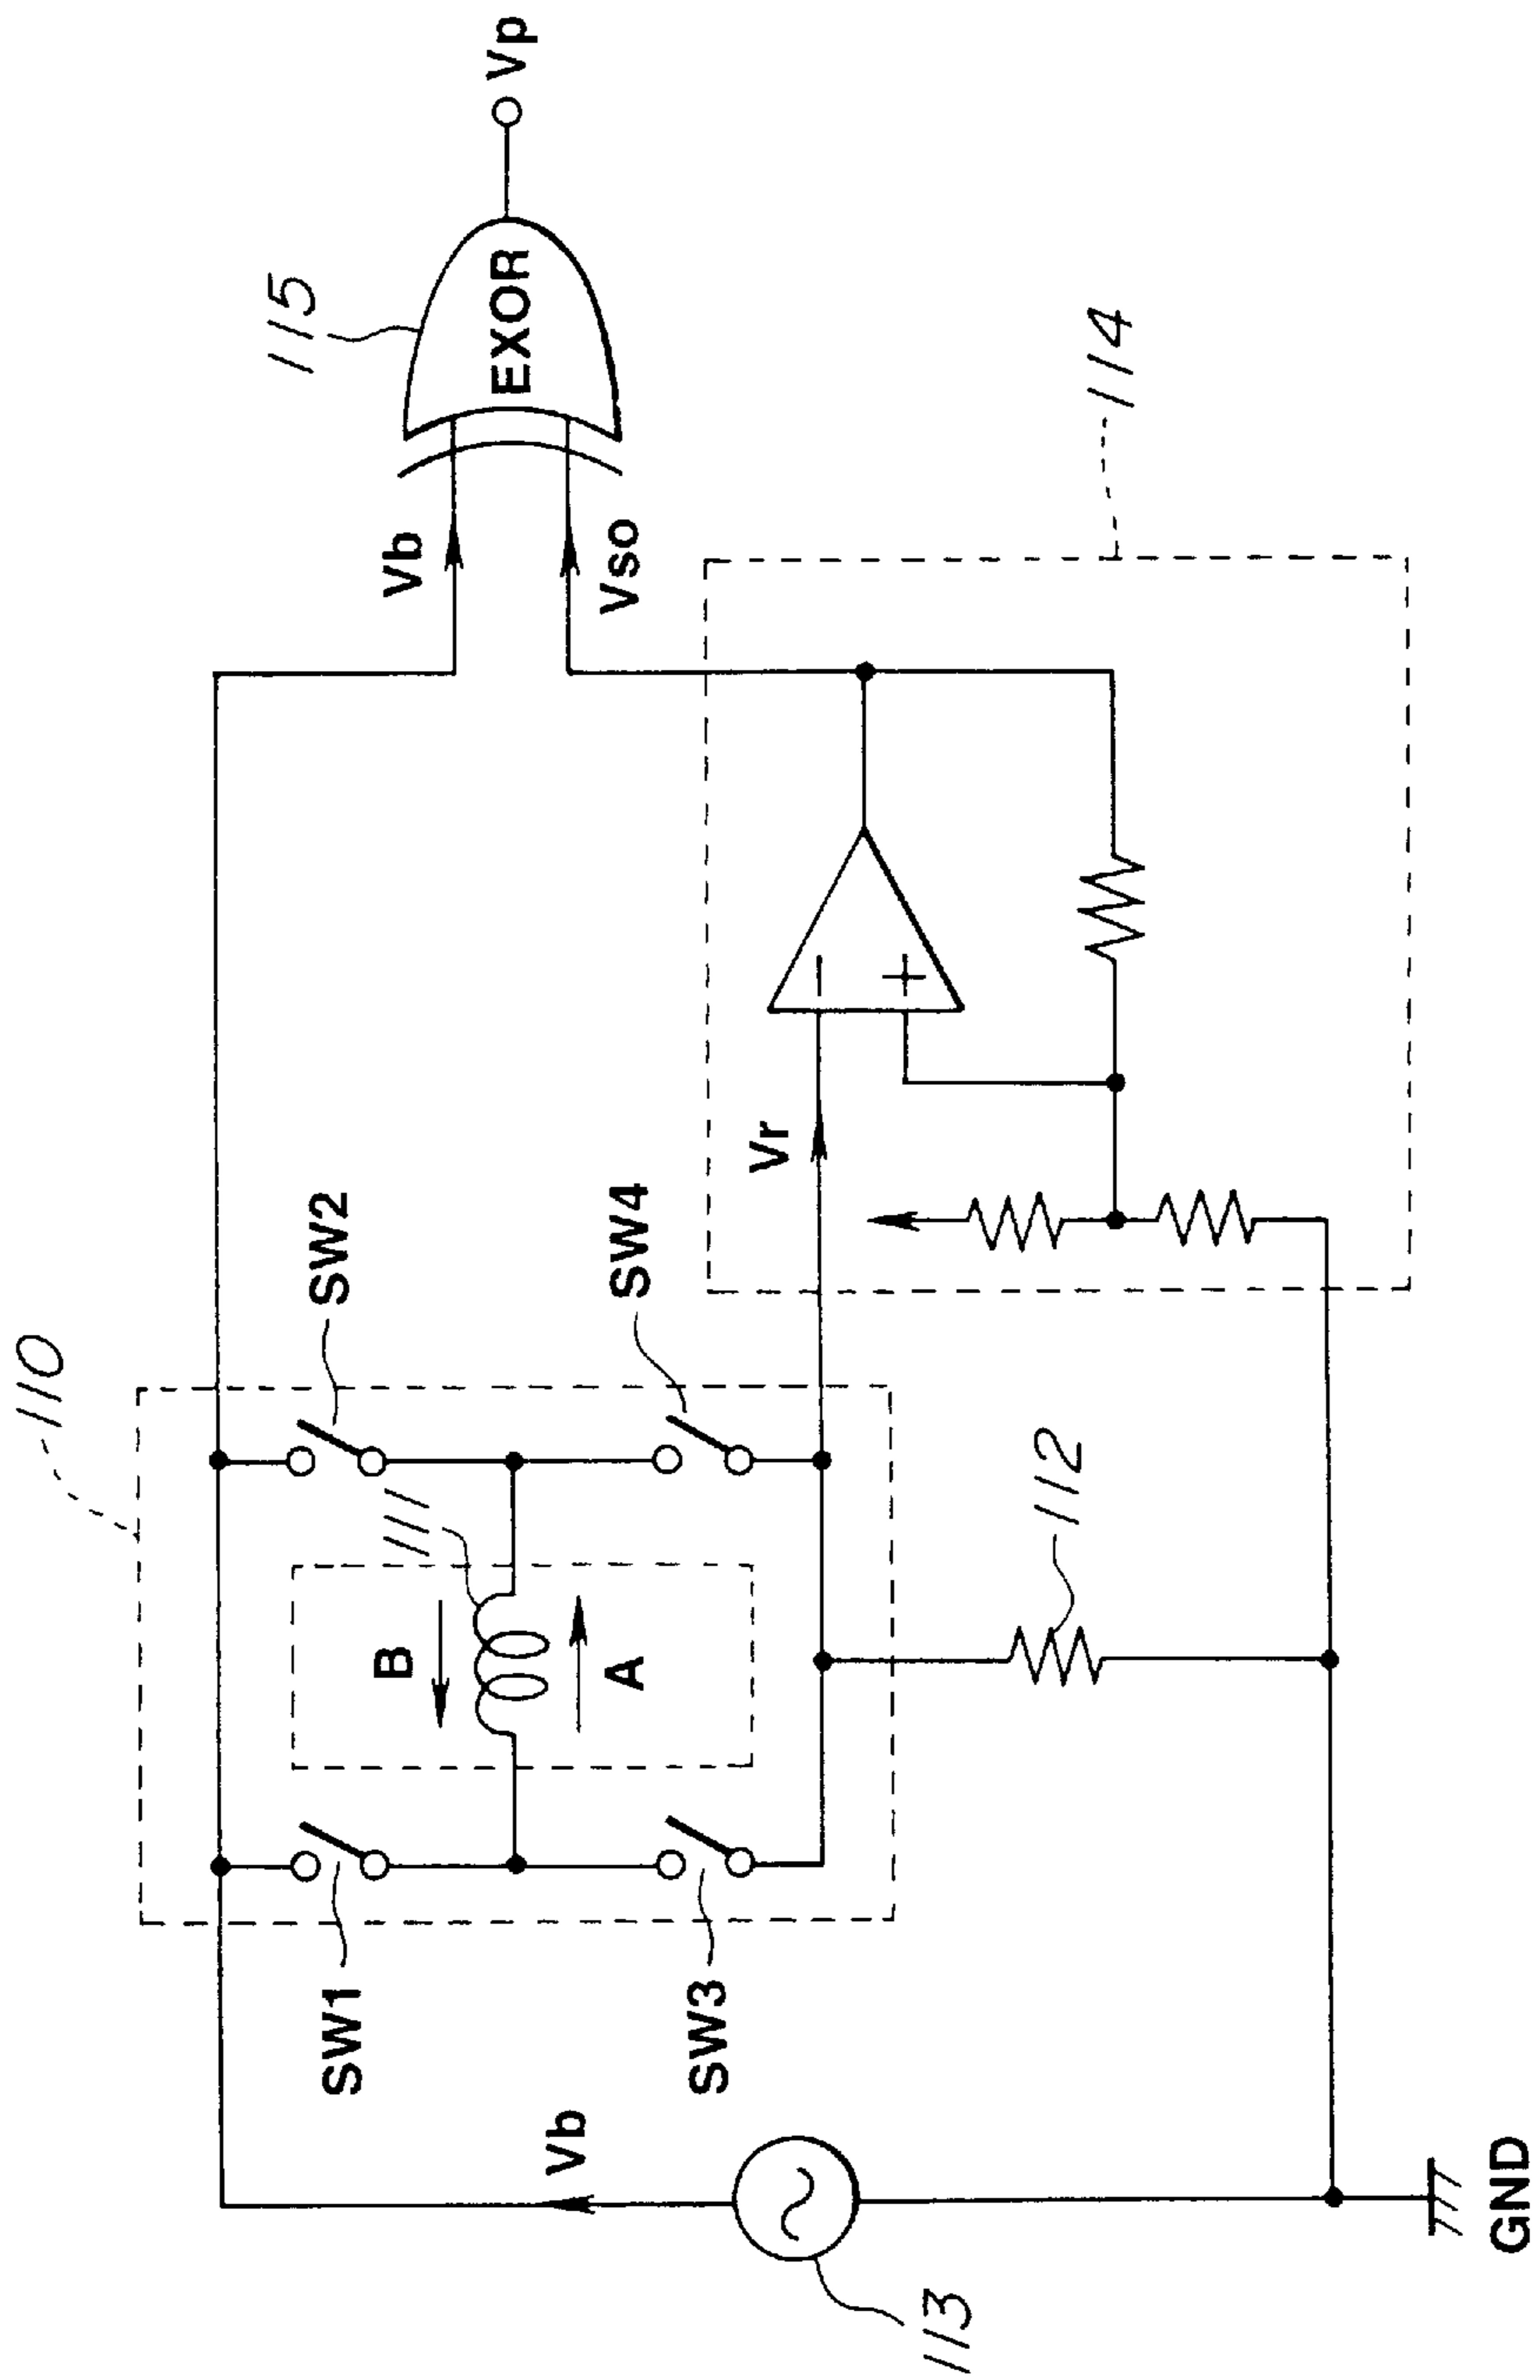 110
SW1
SW2
111
B
A
SW3
SW4
Vb
113
112
GND
Vr
114
Vb
Vso
115
EXOR
Vp
−
+